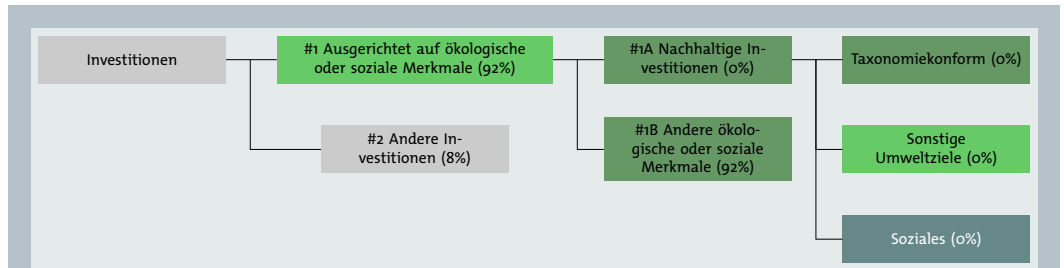 Investitionen
#1 Ausgerichtet auf ökologische
oder soziale Merkmale (92%)
#2 Andere In-
vestitionen (8%)
#1A Nachhaltige In-
vestitionen (0%)
#1B Andere ökolo-
gische oder soziale
Merkmale (92%)
Taxonomiekonform (0%)
Sonstige
Umweltziele (0%)
Soziales (0%)